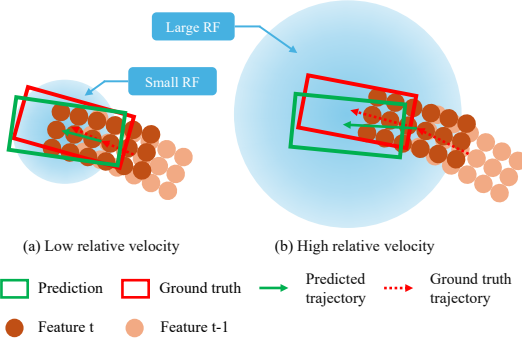 Large RF
Small RF
(a) Low relative velocity
(b) High relative velocity
Prediction
Ground truth
Predicted
trajectory
Ground truth
trajectory
Feature t
Feature t-1